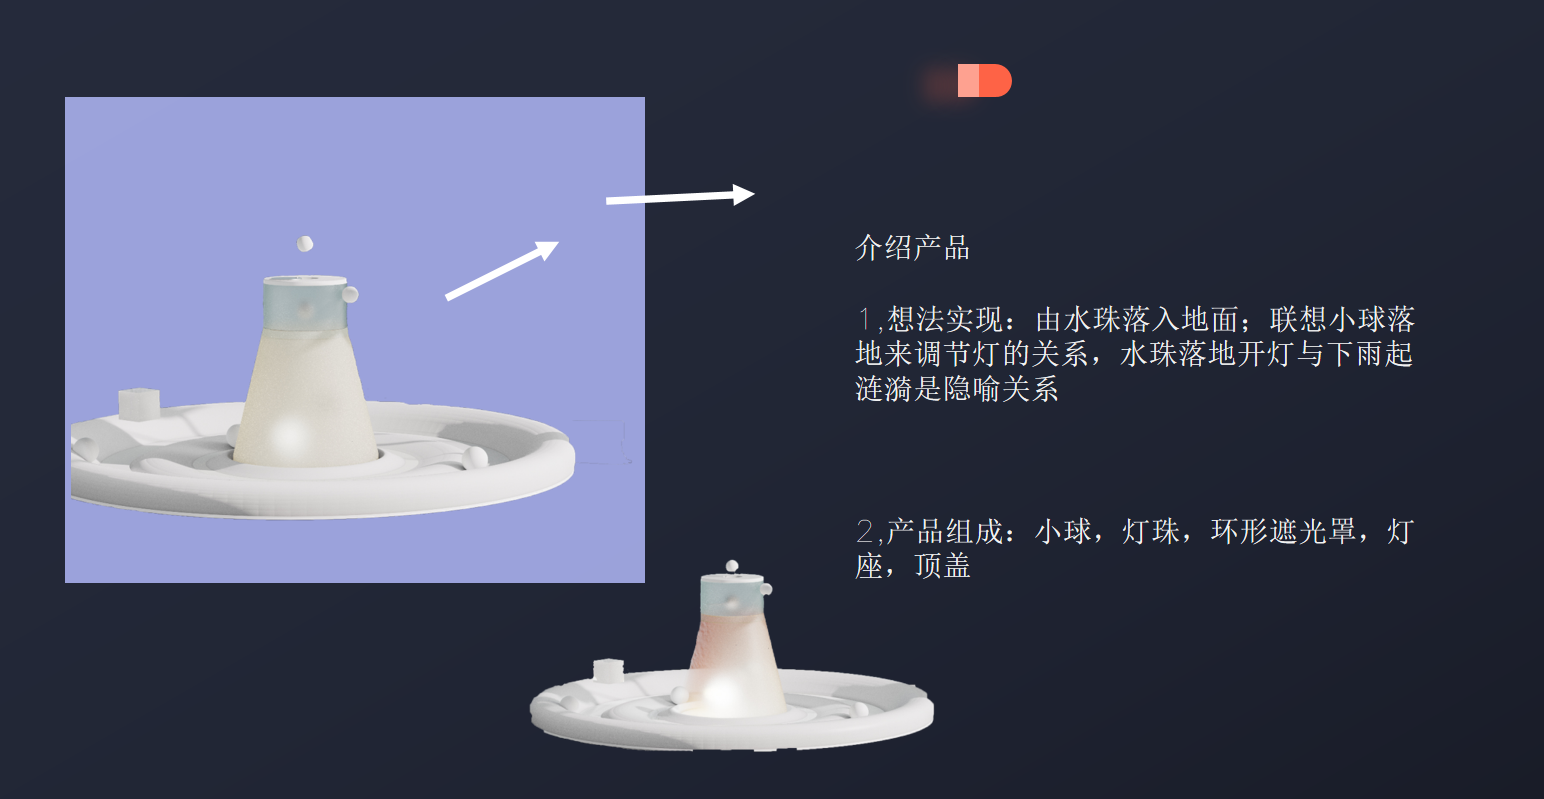 介绍产品
1,想法实现：由水珠落入地面；联想小球落
地来调节灯的关系，水珠落地开灯与下雨起
涟漪是隐喻关系
2,产品组成：小球，灯珠，环形遮光罩，灯
座，顶盖